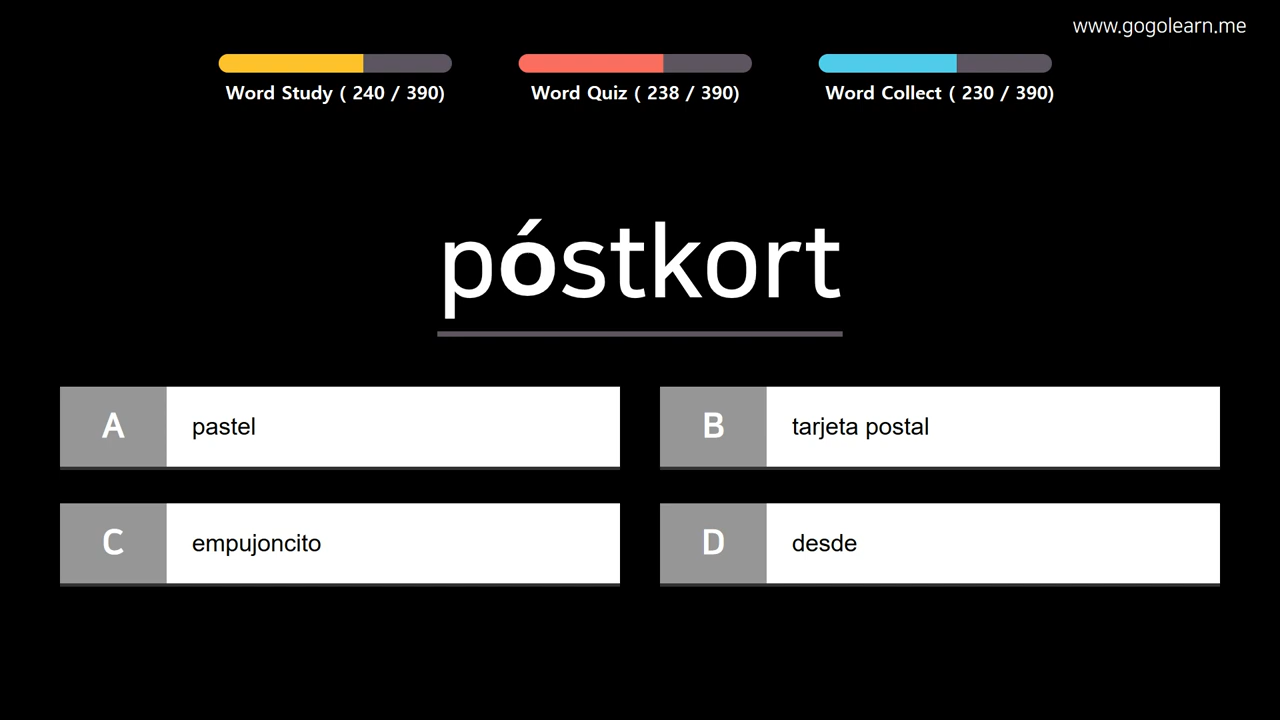 www.gogolearn.me
Word Study ( 240 / 390)
Word Quiz ( 238 / 390)
Word Collect ( 230 / 390)
póstkort
A pastel
B tarjeta postal
C empujoncito
D desde